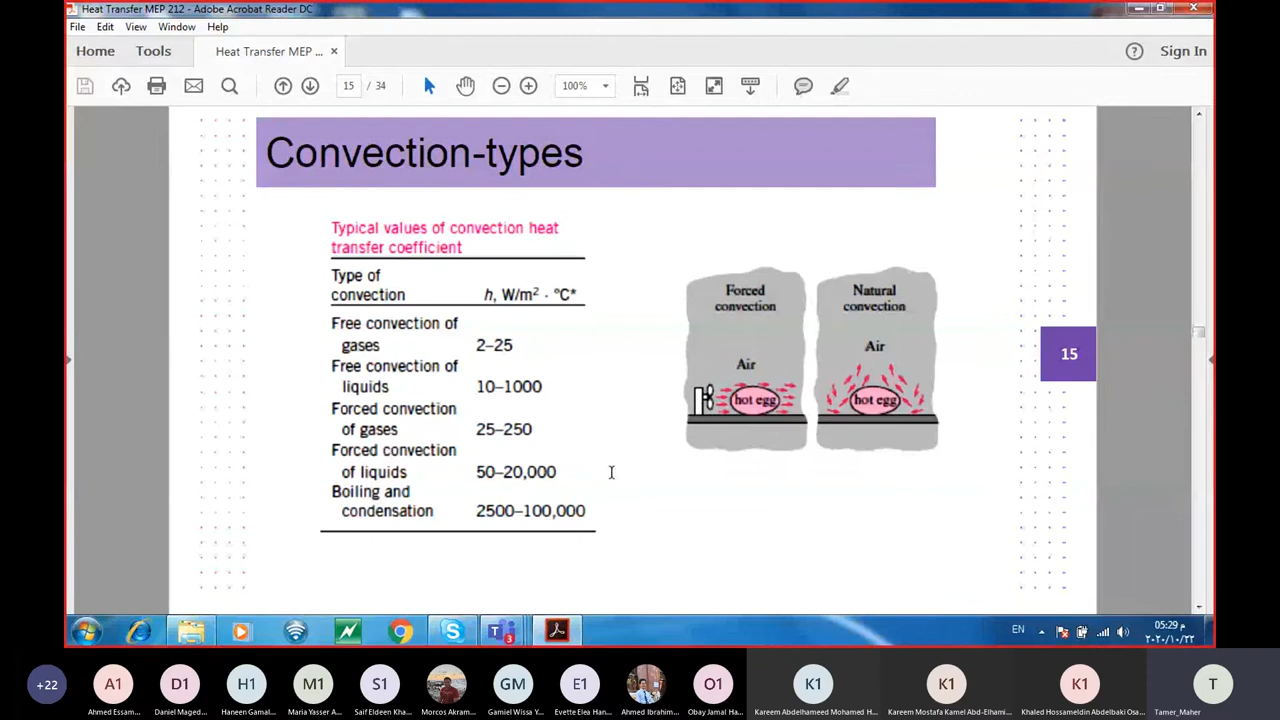 Heat Transfer MEP 212 - Adobe Acrobat Reader DC
File Edit View Window Help
Home Tools Heat Transfer MEP ... × ? Sign In
15 / 34 100%
Convection-types
Typical values of convection heat
transfer coefficient
Type of
convection h, W/m² · °C*
Free convection of
gases 2–25
Free convection of
liquids 10–1000
Forced convection
of gases 25–250
Forced convection
of liquids 50–20,000
Boiling and
condensation 2500–100,000
Forced
convection
Air
hot egg
Natural
convection
Air
hot egg
15
3
EN
05:29 م
٢٠٢٠/١٠/٢٢
+22 A1 D1 H1 M1 S1 GM E1 O1 K1 K1 K1 T
Ahmed Essam... Daniel Maged... Haneen Gamal... Maria Yasser A... Saif Eldeen Kha... Morcos Akram... Gamiel Wissa Y... Evette Elea Han... Ahmed Ibrahim... Obay Jamal Ha... Kareem Abdelhameed Mohamed H... Kareem Mostafa Kamel Abd-Elhami... Khaled Hossameldin Abdelbaki Osa... Tamer_Maher